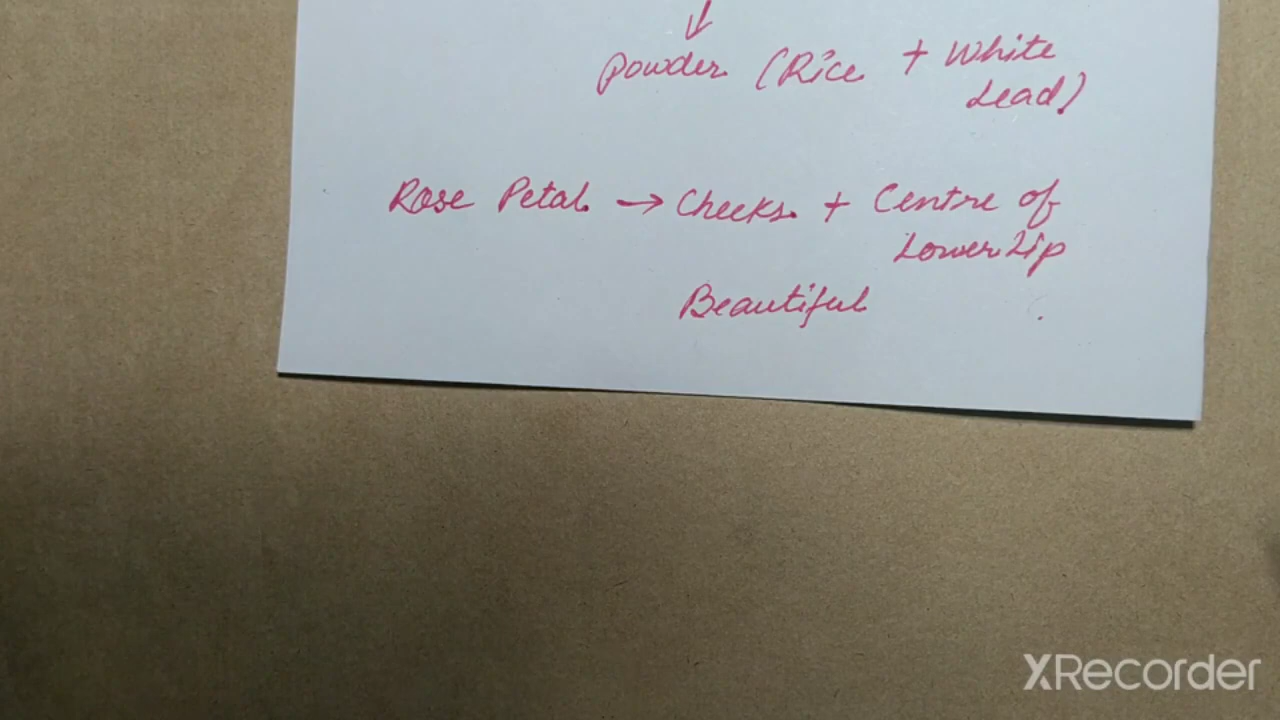 ↓
Powder (Rice + White
Lead)
Rose Petal → Cheeks + Centre of
Lower Lip
Beautiful
XRecorder